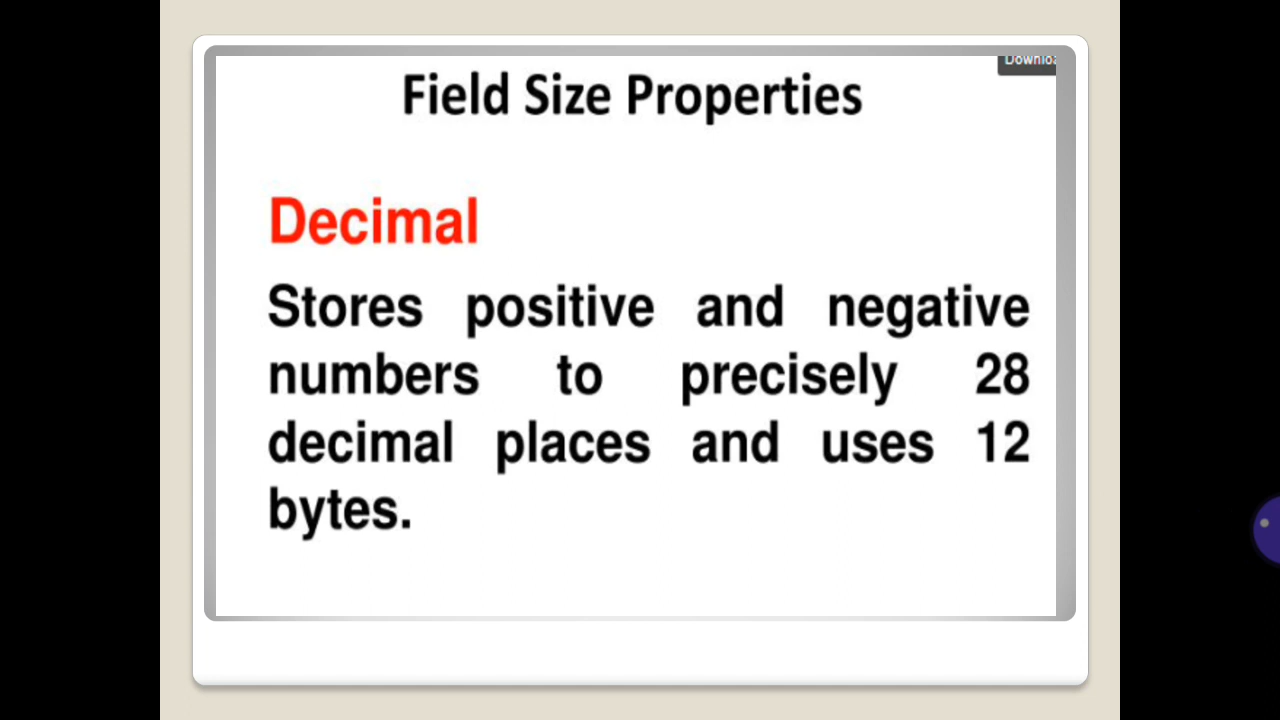 Field Size Properties
Decimal
Stores positive and negative
numbers to precisely 28
decimal places and uses 12
bytes.